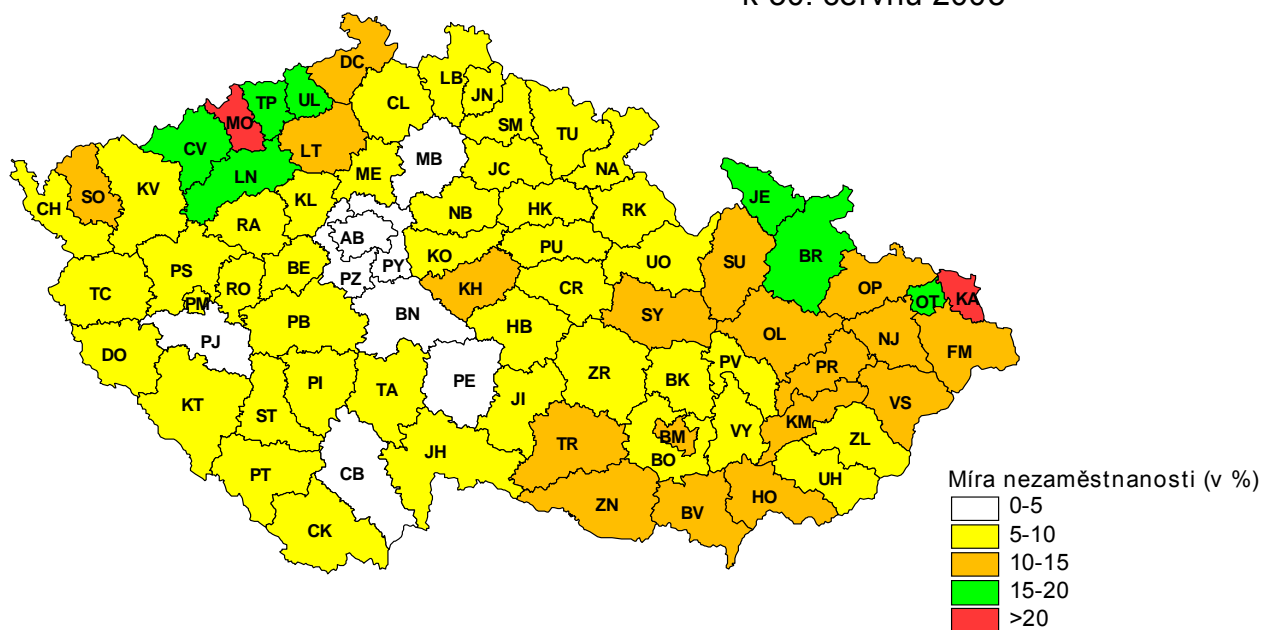 k 30. června
DC
LB
JN
TP
UL
CL
MO
SM
TU
CV
LT
MB
JC
NA
LN
ME
SO
KV
KL
JE
CH
RA
NB
HK
RK
AB
KO
PU
BR
PS
BE
PY
UO
SU
TC
RO
PZ
KH
CR
OP
PM
OT
KA
BN
SY
PB
HB
OL
NJ
PJ
DO
FM
PV
PR
PE
ZR
BK
PI
TA
KT
JI
VS
ST
KM
VY
TR
BM
ZL
JH
BO
PT
CB
UH
ZN
BV
HO
CK
Míra nezaměstnanosti (v %)
0-5
5-10
10-15
15-20
>20